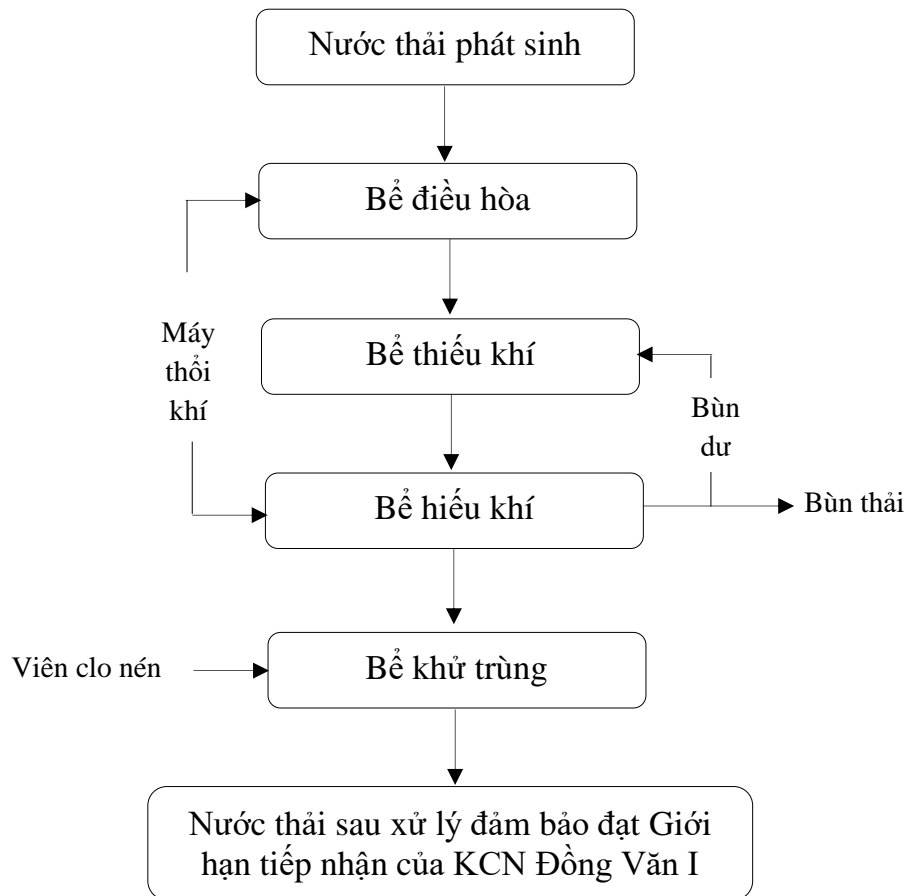 Nước thải phát sinh
Bể điều hòa
Máy
thổi
khí
Bể thiếu khí
Bùn
dư
Bể hiếu khí
Bùn thải
Viên clo nén
Bể khử trùng
Nước thải sau xử lý đảm bảo đạt Giới
hạn tiếp nhận của KCN Đồng Văn I